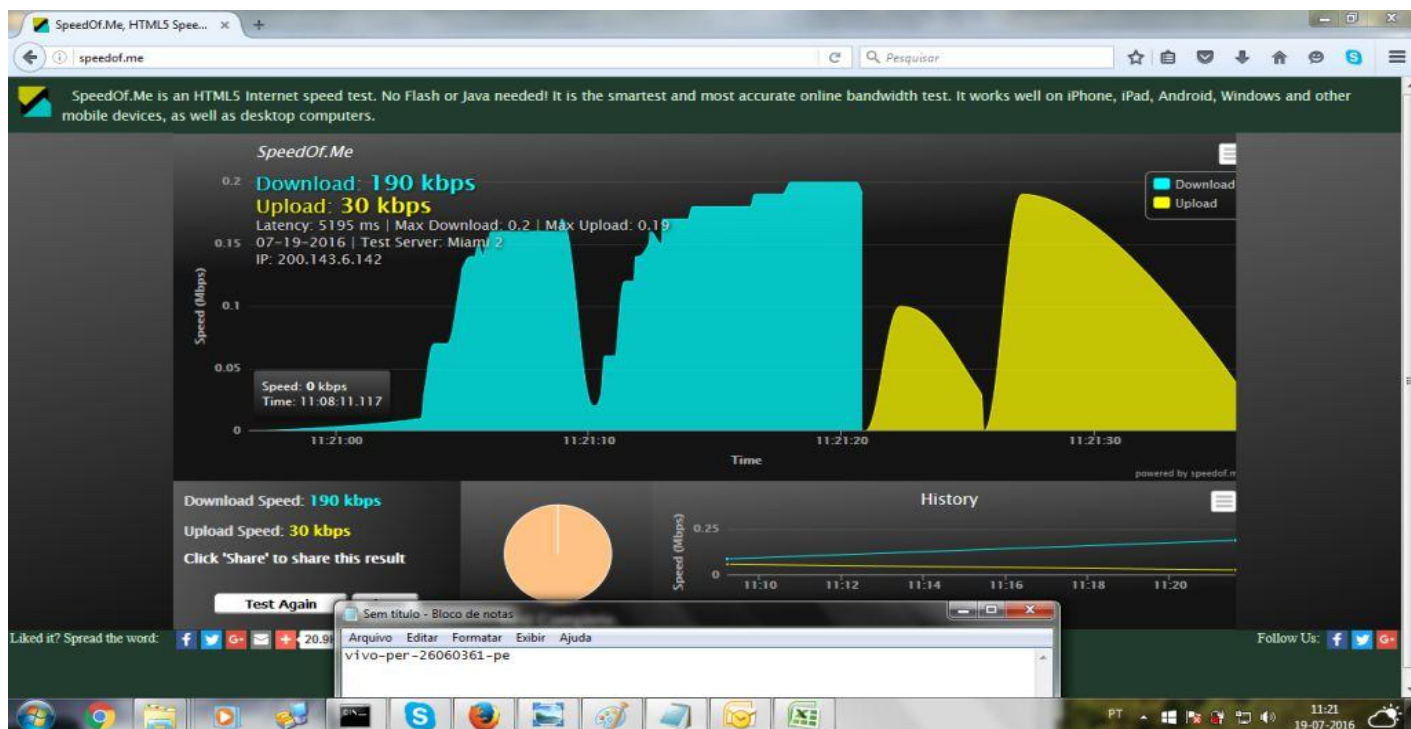 SpeedOf.Me, HTML5 Spee...
speedof.me
Pesquisar
SpeedOf.Me is an HTML5 Internet speed test. No Flash or Java needed! It is the smartest and most accurate online bandwidth test. It works well on iPhone, iPad, Android, Windows and other
mobile devices, as well as desktop computers.
SpeedOf.Me
Download: 190 kbps
Upload: 30 kbps
Latency: 5195 ms | Max Download: 0.2 | Max Upload: 0.19
07-19-2016 | Test Server: Miami 2
IP: 200.143.6.142
Download
Upload
0.2
0.15
0.1
0.05
0
Speed (Mbps)
Speed: 0 kbps
Time: 11:08:11.117
11:21:00 11:21:10 11:21:20 11:21:30
Time
powered by speedof.m
Download Speed: 190 kbps
Upload Speed: 30 kbps
Click 'Share' to share this result
Test Again
History
Speed (Mbps)
0.25
0
11:10 11:12 11:14 11:16 11:18 11:20
Liked it? Spread the word:
20.9
Follow Us:
Sem título - Bloco de notas
Arquivo Editar Formatar Exibir Ajuda
vivo-per-26060361-pe
PT
11:21
19-07-2016